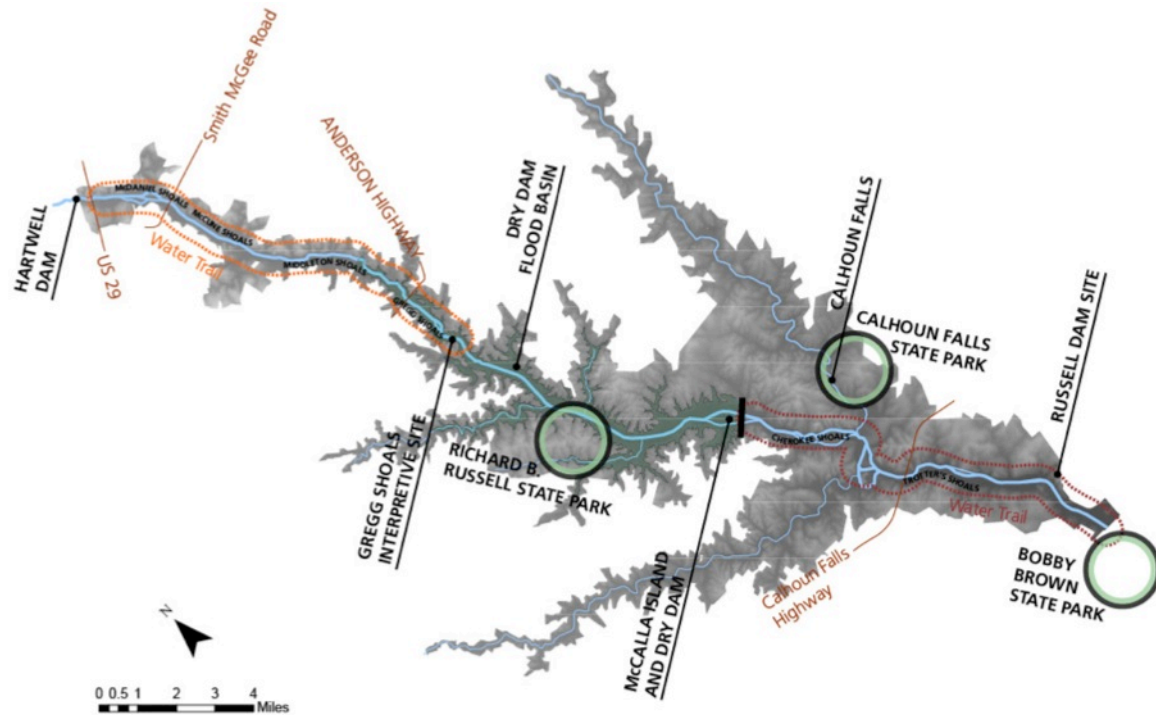 Smith McGee Road
ANDERSON HIGHWAY
DRY DAM
FLOOD BASIN
CALHOUN FALLS
CALHOUN FALLS
STATE PARK
RUSSELL DAM SITE
McDANIEL SHOALS
McCUNE SHOALS
MIDDLETON SHOALS
GREGG SHOALS
HARTWELL
DAM
US 29
Water Trail
GREGG SHOALS
INTERPRETIVE SITE
RICHARD B.
RUSSELL STATE PARK
CHEROKEE SHOALS
TROTTER'S SHOALS
Water Trail
McCALLA ISLAND
AND DRY DAM
Calhoun Falls
Highway
BOBBY
BROWN
STATE PARK
N
0 0.5 1 2 3 4
Miles